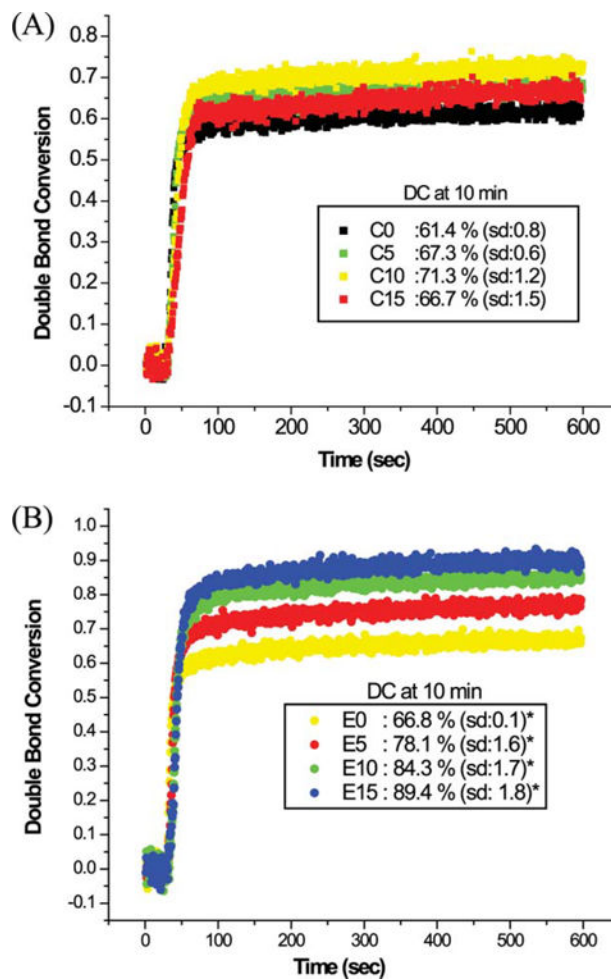 (A)
0.8
0.7
0.6
0.5
0.4
0.3
0.2
0.1
0.0
-0.1
Double Bond Conversion
DC at 10 min
C0 :61.4 % (sd:0.8)
C5 :67.3 % (sd:0.6)
C10 :71.3 % (sd:1.2)
C15 :66.7 % (sd:1.5)
0 100 200 300 400 500 600
Time (sec)
(B)
1.0
0.9
0.8
0.7
0.6
0.5
0.4
0.3
0.2
0.1
0.0
-0.1
Double Bond Conversion
DC at 10 min
E0 : 66.8 % (sd:0.1)*
E5 : 78.1 % (sd:1.6)*
E10 : 84.3 % (sd:1.7)*
E15 : 89.4 % (sd: 1.8)*
0 100 200 300 400 500 600
Time (sec)